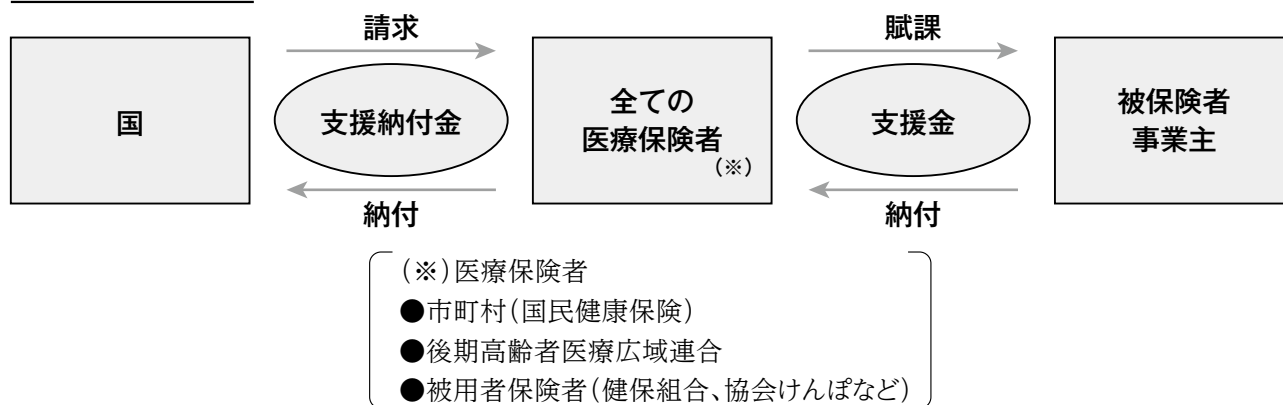 請求
賦課
国
支援納付金
全ての
医療保険者
(※)
支援金
被保険者
事業主
納付
納付
(※)医療保険者
●市町村(国民健康保険)
●後期高齢者医療広域連合
●被用者保険者(健保組合、協会けんぽなど)